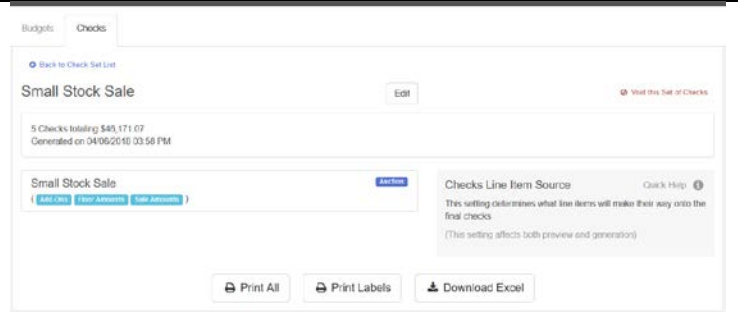 Budgets Checks
Back to Check Set List
Small Stock Sale Edit Void this Set of Checks
5 Checks totaling $46,171.07
Generated on 04/06/2018 03:58 PM
Small Stock Sale Auction
( Add-Ons Floor Amounts Sale Amounts )
Checks Line Item Source Quick Help
This setting determines what line items will make their way onto the
final checks
(This setting affects both preview and generation)
Print All Print Labels Download Excel